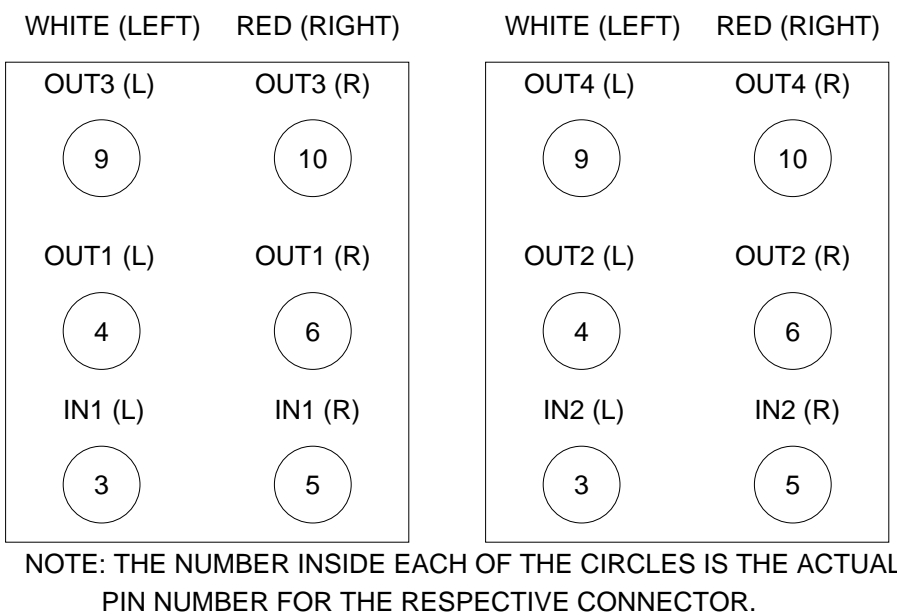 WHITE (LEFT) RED (RIGHT) WHITE (LEFT) RED (RIGHT)
OUT3 (L) OUT3 (R) OUT4 (L) OUT4 (R)
9 10 9 10
OUT1 (L) OUT1 (R) OUT2 (L) OUT2 (R)
4 6 4 6
IN1 (L) IN1 (R) IN2 (L) IN2 (R)
3 5 3 5
NOTE: THE NUMBER INSIDE EACH OF THE CIRCLES IS THE ACTUAL
PIN NUMBER FOR THE RESPECTIVE CONNECTOR.